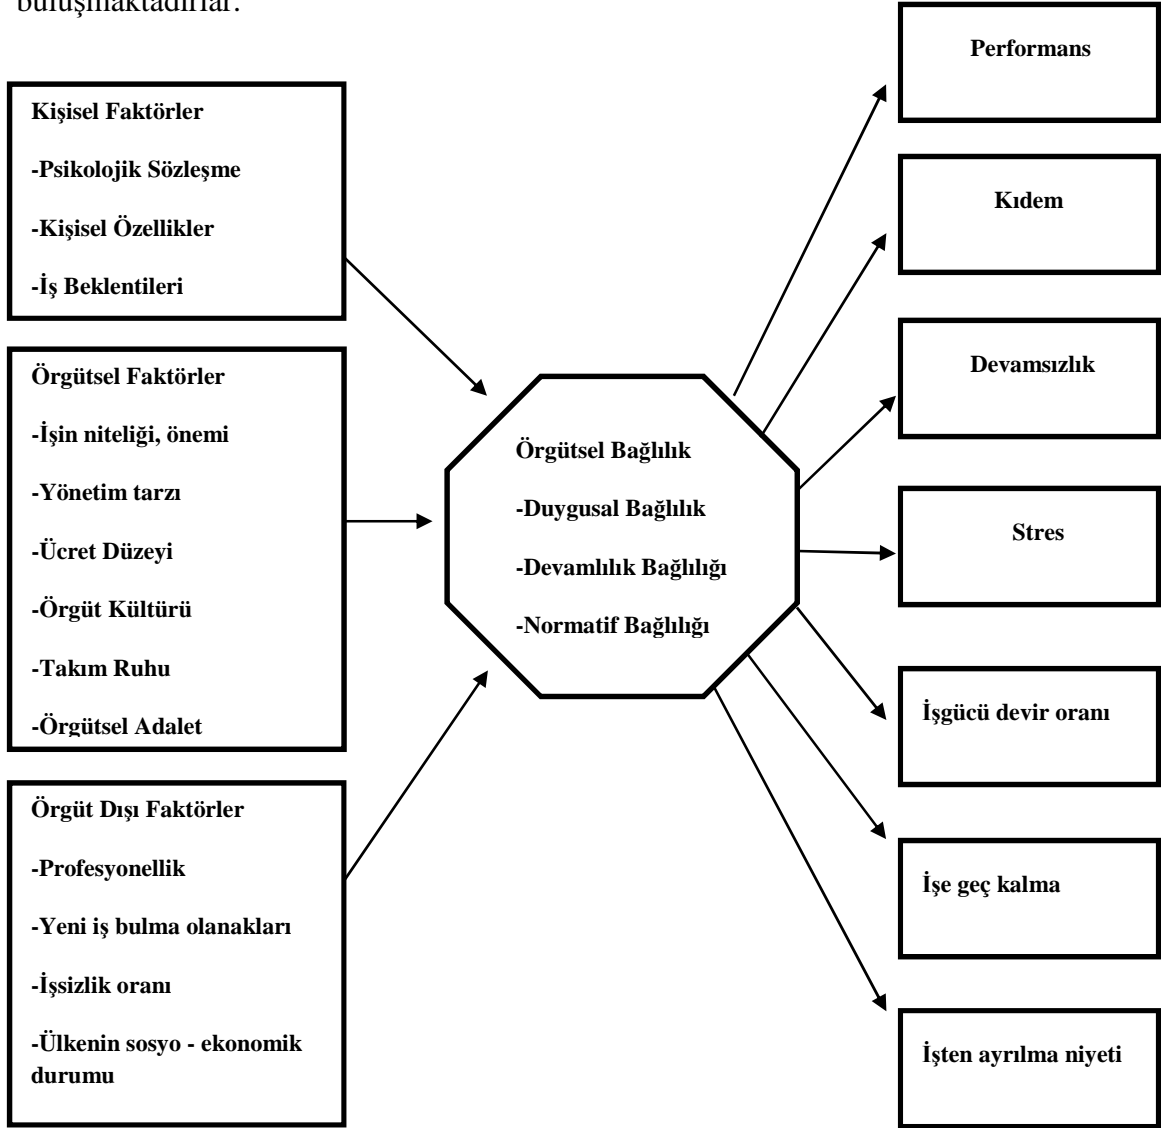 buluşmaktadırlar.
Kişisel Faktörler
-Psikolojik Sözleşme
-Kişisel Özellikler
-İş Beklentileri
Örgütsel Faktörler
-İşin niteliği, önemi
-Yönetim tarzı
-Ücret Düzeyi
-Örgüt Kültürü
-Takım Ruhu
-Örgütsel Adalet
Örgüt Dışı Faktörler
-Profesyonellik
-Yeni iş bulma olanakları
-İşsizlik oranı
-Ülkenin sosyo - ekonomik
durumu
Örgütsel Bağlılık
-Duygusal Bağlılık
-Devamlılık Bağlılığı
-Normatif Bağlılığı
Performans
Kıdem
Devamsızlık
Stres
İşgücü devir oranı
İşe geç kalma
İşten ayrılma niyeti